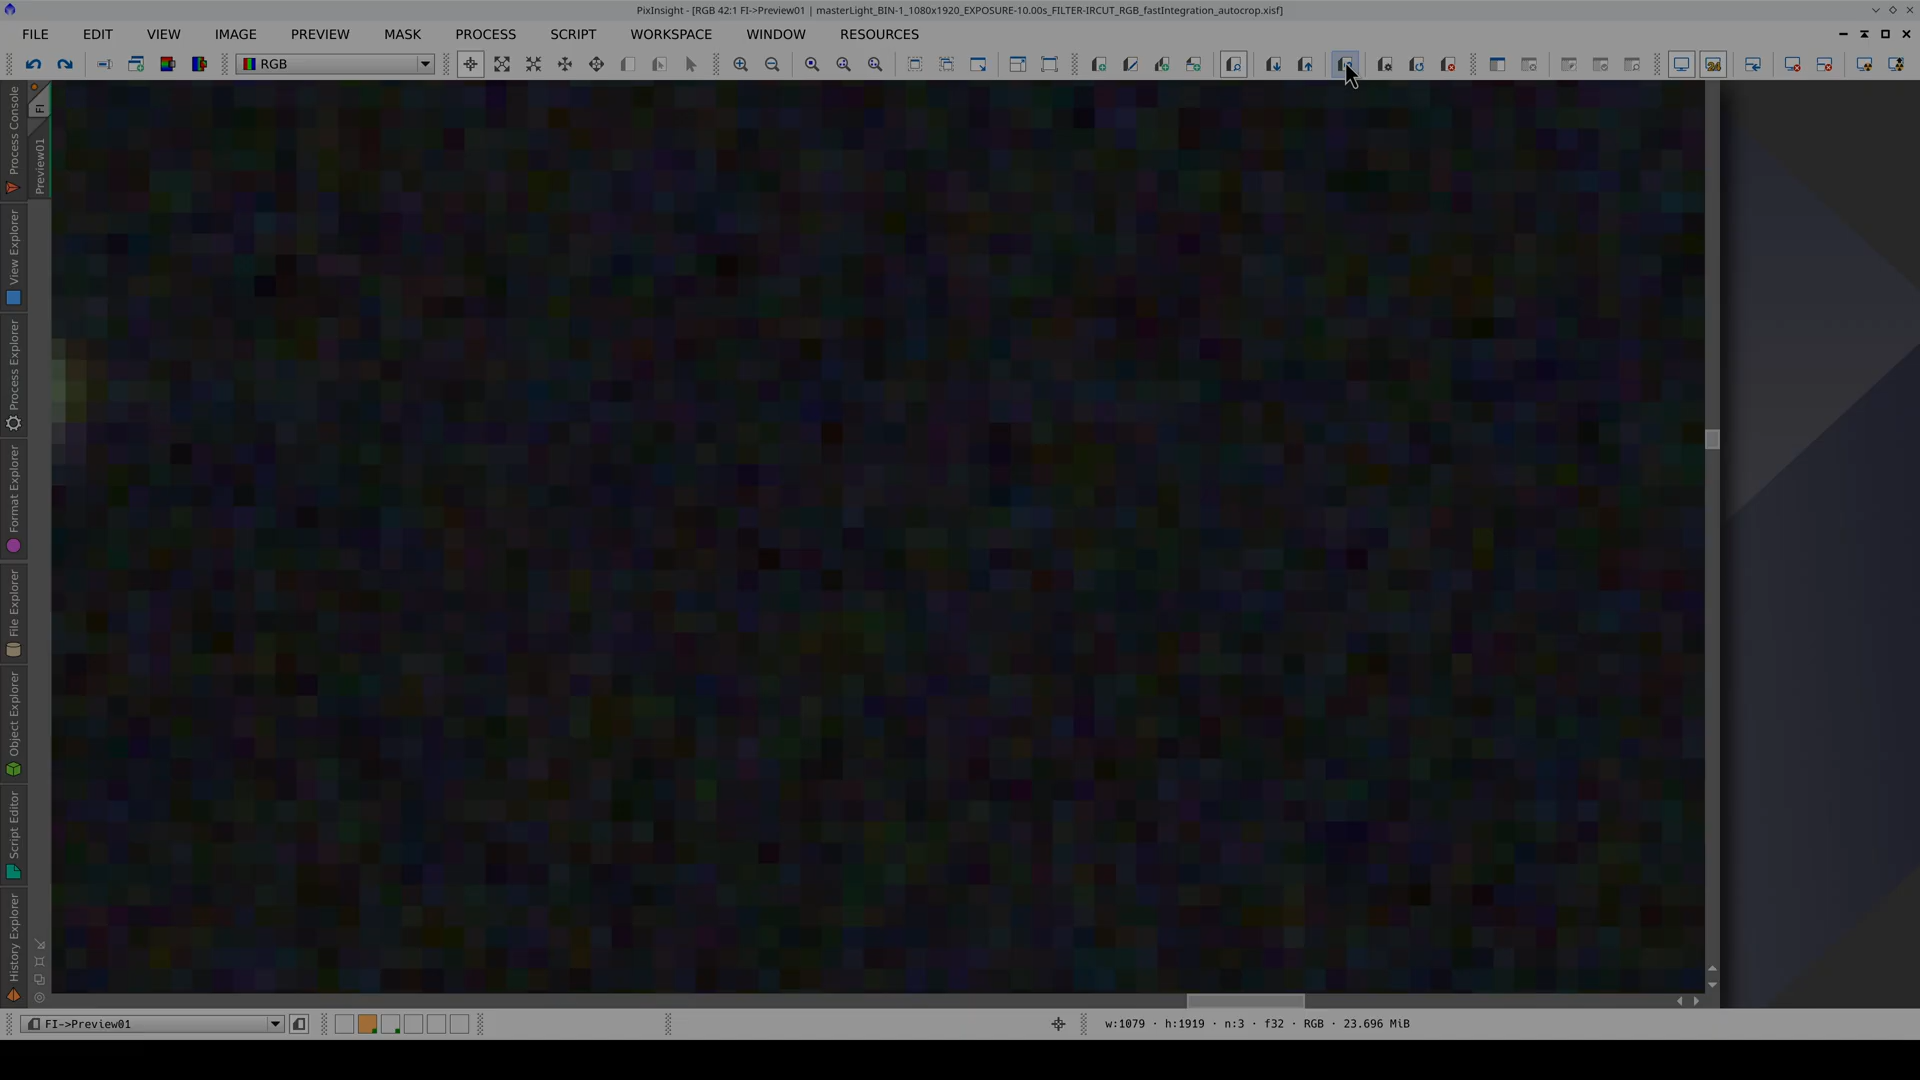 PixInsight - [RGB 42:1 FI->Preview01 | masterLight_BIN-1_1080x1920_EXPOSURE-10.00s_FILTER-IRCUT_RGB_fastIntegration_autocrop.xisf]
FILE EDIT VIEW IMAGE PREVIEW MASK PROCESS SCRIPT WORKSPACE WINDOW RESOURCES
RGB
24
Process Console
View Explorer
Process Explorer
Format Explorer
File Explorer
Object Explorer
Script Editor
History Explorer
FI
Preview01
FI->Preview01
w:1079 · h:1919 · n:3 · f32 · RGB · 23.696 MiB